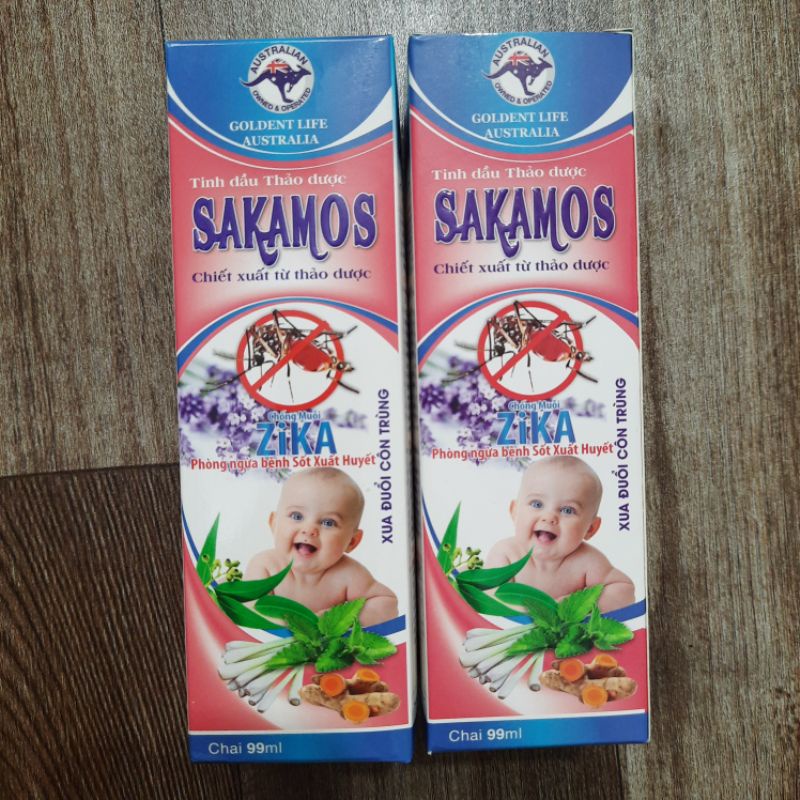 AUSTRALIAN
OWNED & OPERATED
GOLDENT LIFE
AUSTRALIA
Tinh dầu Thảo dược
SAKAMOS
Chiết xuất từ thảo dược
Chống Muỗi
ZiKA
Phòng ngừa bệnh Sốt Xuất Huyết
XUA ĐUỔI CÔN TRÙNG
Chai 99ml
AUSTRALIAN
OWNED & OPERATED
GOLDENT LIFE
AUSTRALIA
Tinh dầu Thảo dược
SAKAMOS
Chiết xuất từ thảo dược
Chống Muỗi
ZiKA
Phòng ngừa bệnh Sốt Xuất Huyết
XUA ĐUỔI CÔN TRÙNG
Chai 99ml